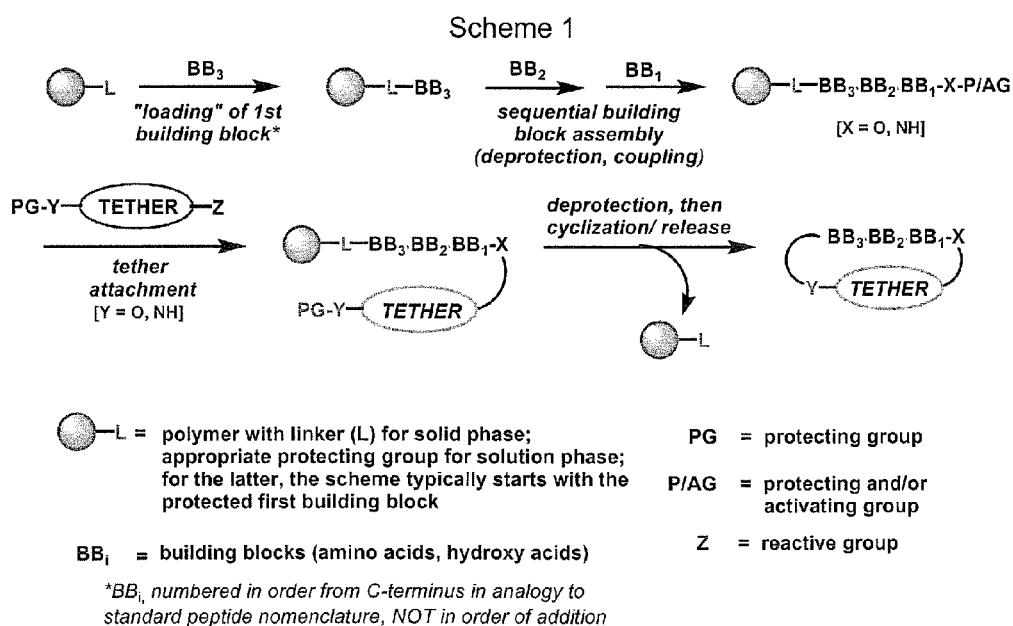 Scheme 1
BB3 BB2 BB1
L L-BB3 L-BB3·BB2·BB1-X-P/AG
"loading" of 1st building block*
sequential building block assembly (deprotection, coupling)
[X = O, NH]
PG-Y TETHER Z
tether attachment
[Y = O, NH]
L-BB3·BB2·BB1-X
PG-Y TETHER
deprotection, then cyclization/ release
L
BB3·BB2·BB1-X
Y TETHER
L = polymer with linker (L) for solid phase;
appropriate protecting group for solution phase;
for the latter, the scheme typically starts with the
protected first building block
BBi = building blocks (amino acids, hydroxy acids)
*BBi, numbered in order from C-terminus in analogy to
standard peptide nomenclature, NOT in order of addition
PG = protecting group
P/AG = protecting and/or
activating group
Z = reactive group